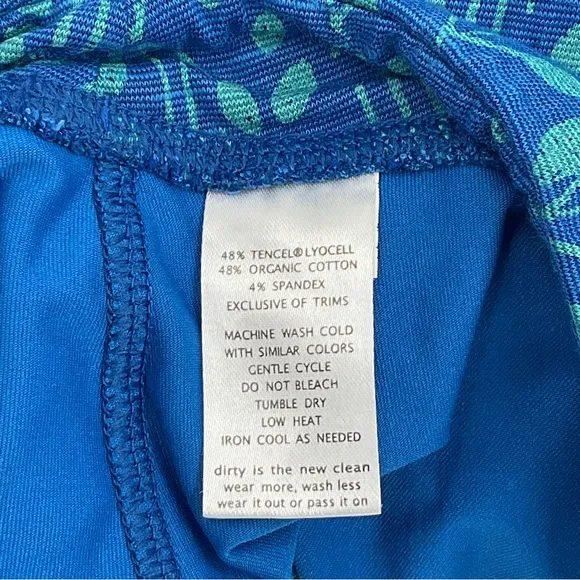 48% TENCEL®LYOCELL
48% ORGANIC COTTON
4% SPANDEX
EXCLUSIVE OF TRIMS
MACHINE WASH COLD
WITH SIMILAR COLORS
GENTLE CYCLE
DO NOT BLEACH
TUMBLE DRY
LOW HEAT
IRON COOL AS NEEDED
dirty is the new clean
wear more, wash less
wear it out or pass it on